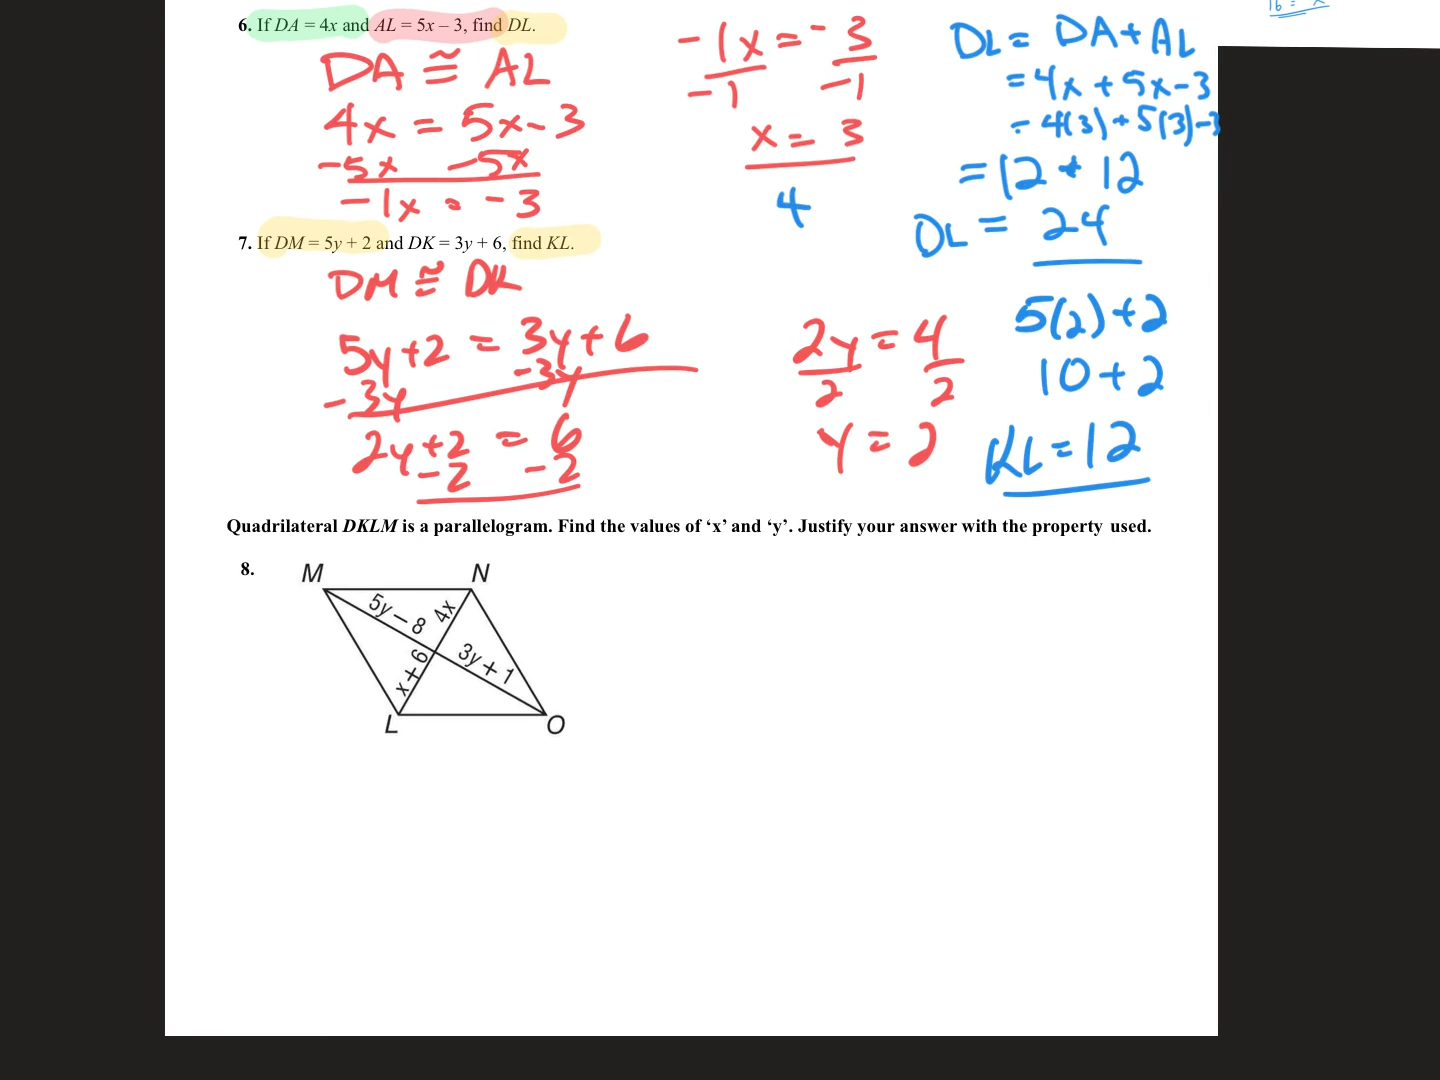 16 = x
6. If DA = 4x and AL = 5x – 3, find DL.
DA ≅ AL
4x = 5x - 3
-5x -5x
-1x = -3
-1x = -3
-1 -1
x = 3
4
DL = DA + AL
= 4x + 5x - 3
= 4(3) + 5(3) - 3
= 12 + 12
DL = 24
7. If DM = 5y + 2 and DK = 3y + 6, find KL.
DM ≅ DK
5y + 2 = 3y + 6
-3y -3y
2y + 2 = 6
-2 -2
2y = 4
2 2
y = 2
5(2) + 2
10 + 2
KL = 12
Quadrilateral DKLM is a parallelogram. Find the values of ‘x’ and ‘y’. Justify your answer with the property used.
8.
M N
5y – 8 4x
x + 6 3y + 1
L O